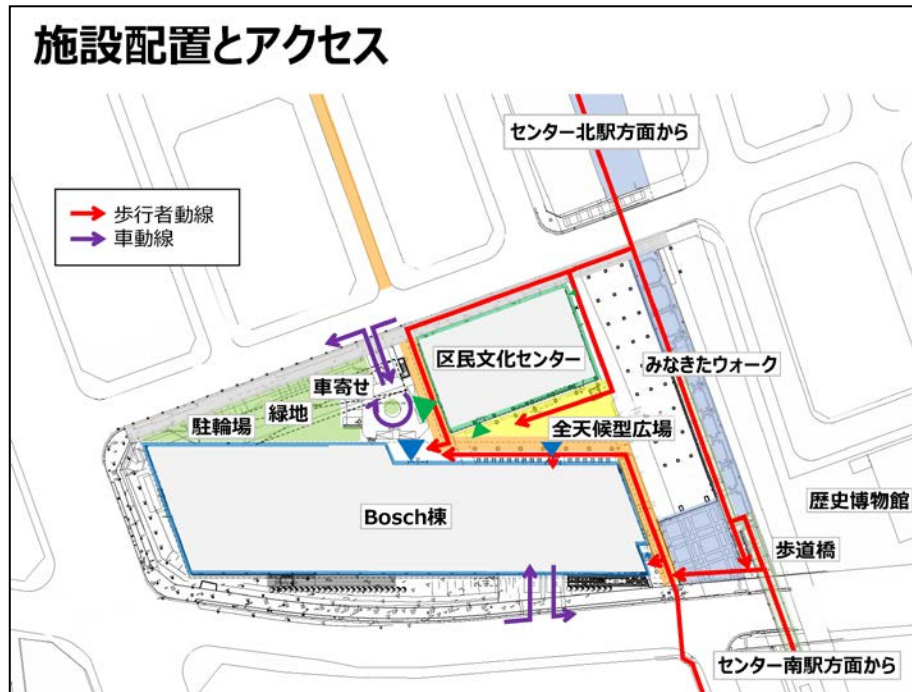 施設配置とアクセス
センター北駅方面から
歩行者動線
車動線
区民文化センター
みなきたウォーク
車寄せ
緑地
駐輪場
全天候型広場
Bosch棟
歴史博物館
歩道橋
センター南駅方面から